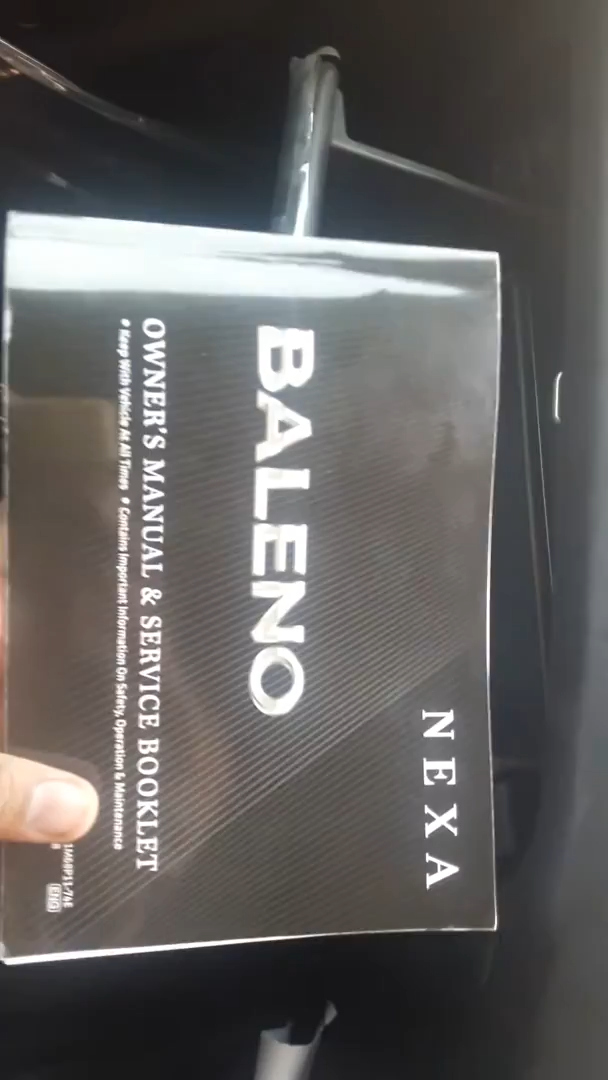 NEXA
BALENO
OWNER'S MANUAL & SERVICE BOOKLET
• Keep With Vehicle At All Times • Contains Important Information On Safety, Operation & Maintenance
ENG